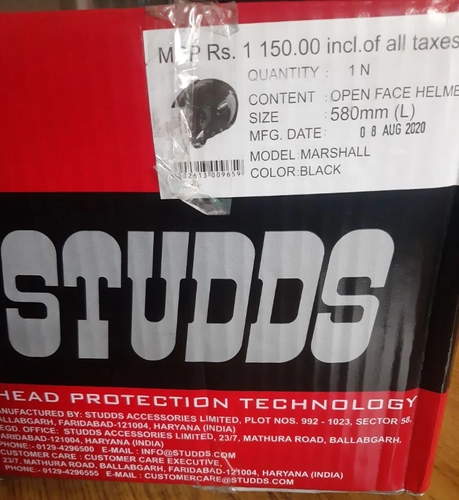 MRP Rs. 1 150.00 incl.of all taxes
QUANTITY : 1 N
CONTENT :OPEN FACE HELME
SIZE :580mm (L)
MFG. DATE: 0 8 AUG 2020
MODEL:MARSHALL
COLOR:BLACK
02613 009659
STUDDS
HEAD PROTECTION TECHNOLOGY
MANUFACTURED BY: STUDDS ACCESSORIES LIMITED, PLOT NOS. 992 - 1023, SECTOR 58,
BALLABGARH, FARIDABAD-121004, HARYANA (INDIA)
REGD. OFFICE: STUDDS ACCESSORIES LIMITED, 23/7, MATHURA ROAD, BALLABGARH,
FARIDABAD-121004, HARYANA (INDIA)
PHONE:- 0129-4296500 E-MAIL : INFO@STUDDS.COM
CUSTOMER CARE : CUSTOMER CARE EXECUTIVE,
23/7, MATHURA ROAD, BALLABGARH, FARIDABAD-121004, HARYANA (INDIA)
PHONE:- 0129-4296555 E-MAIL : CUSTOMERCARE@STUDDS.COM